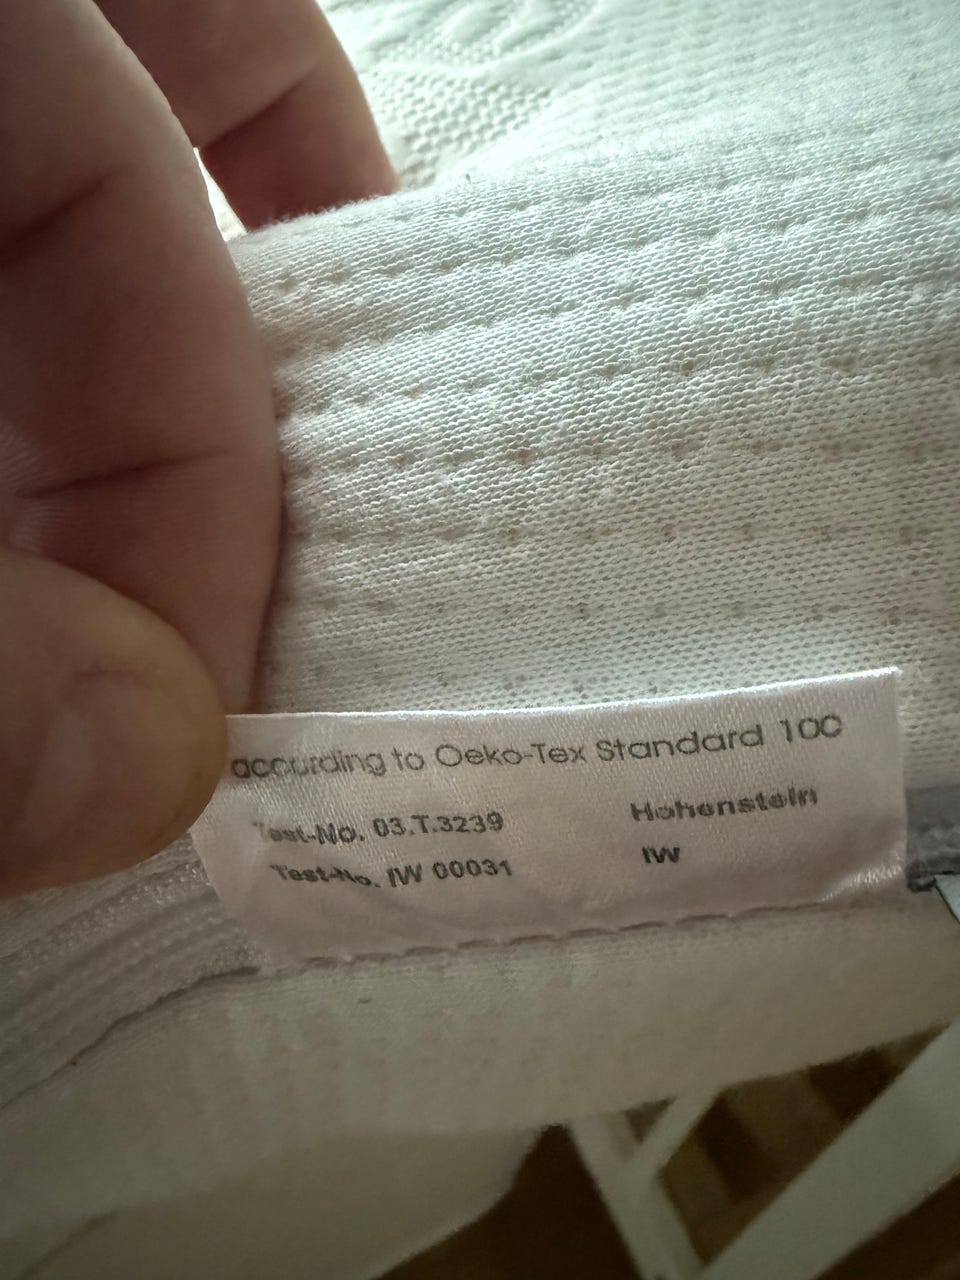 according to Oeko-Tex Standard 100
Test-No. 03.T.3239 Hohenstein
Test-No. IW 00031 IW